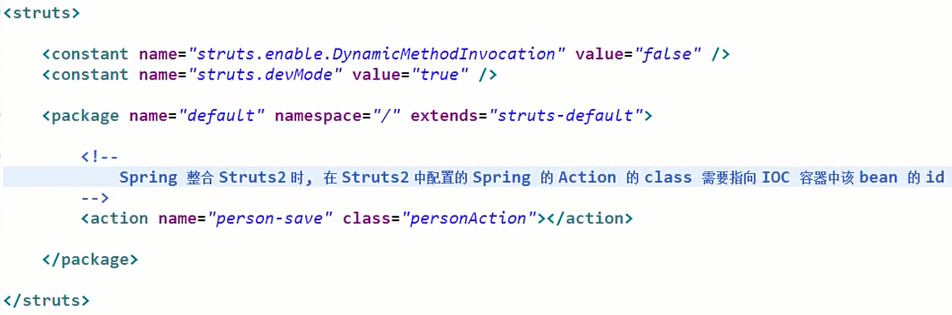 <struts>
<constant name="struts.enable.DynamicMethodInvocation" value="false" />
<constant name="struts.devMode" value="true" />
<package name="default" namespace="/" extends="struts-default">
<!--
Spring 整合 Struts2 时, 在 Struts2 中配置的 Spring 的 Action 的 class 需要指向 IOC 容器中该 bean 的 id
-->
<action name="person-save" class="personAction"></action>
</package>
</struts>